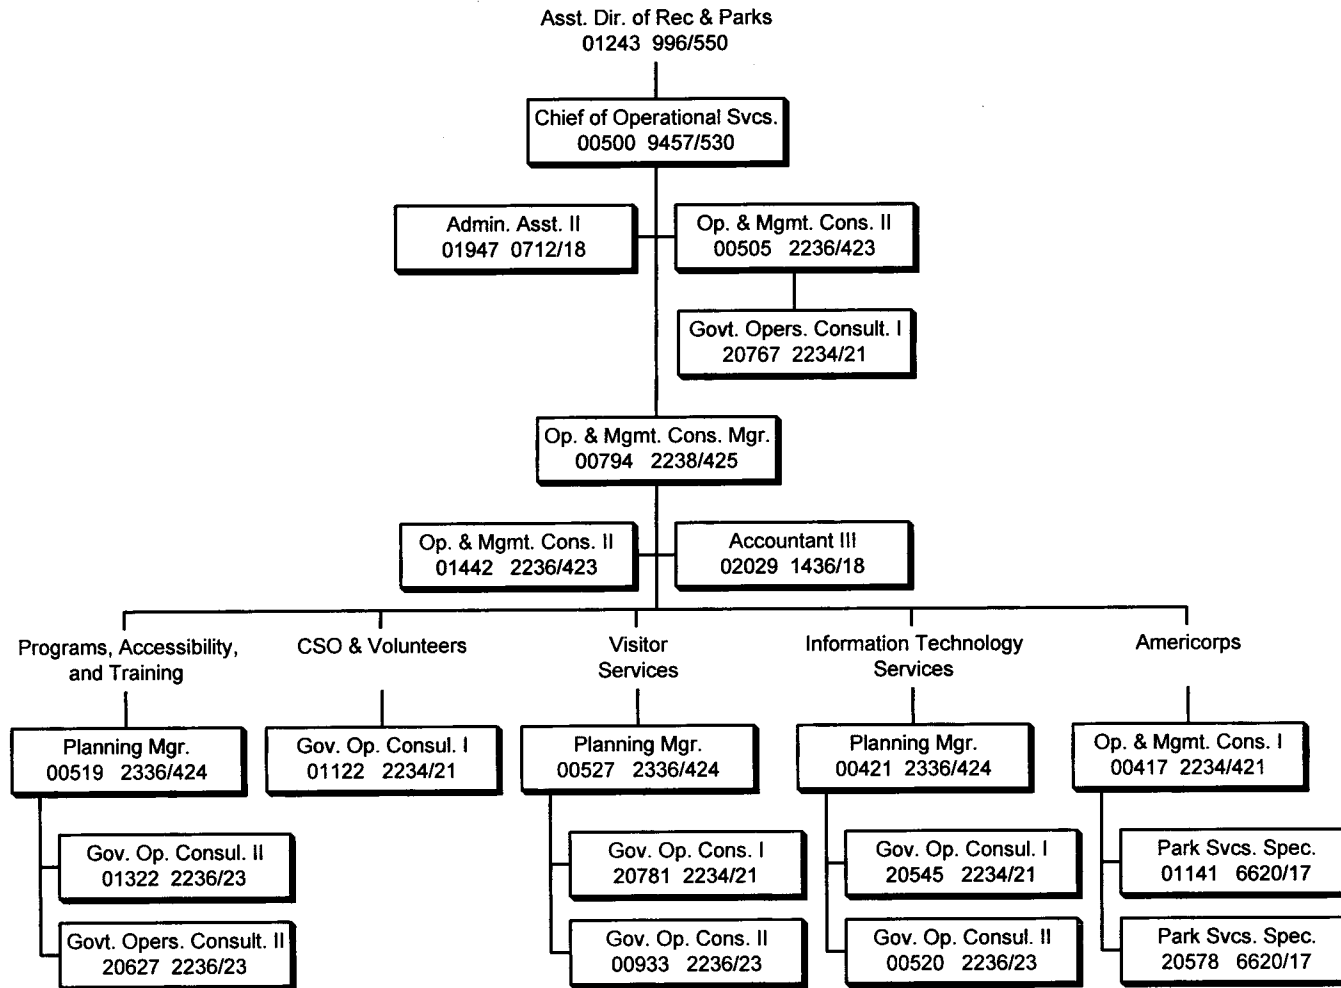 Asst. Dir. of Rec & Parks
01243 996/550
Chief of Operational Svcs.
00500 9457/530
Admin. Asst. II
01947 0712/18
Op. & Mgmt. Cons. II
00505 2236/423
Govt. Opers. Consult. I
20767 2234/21
Op. & Mgmt. Cons. Mgr.
00794 2238/425
Op. & Mgmt. Cons. II
01442 2236/423
Accountant III
02029 1436/18
Programs, Accessibility,
and Training
CSO & Volunteers
Visitor
Services
Information Technology
Services
Americorps
Planning Mgr.
00519 2336/424
Gov. Op. Consul. I
01122 2234/21
Planning Mgr.
00527 2336/424
Planning Mgr.
00421 2336/424
Op. & Mgmt. Cons. I
00417 2234/421
Gov. Op. Consul. II
01322 2236/23
Gov. Op. Cons. I
20781 2234/21
Gov. Op. Consul. I
20545 2234/21
Park Svcs. Spec.
01141 6620/17
Govt. Opers. Consult. II
20627 2236/23
Gov. Op. Cons. II
00933 2236/23
Gov. Op. Consul. II
00520 2236/23
Park Svcs. Spec.
20578 6620/17